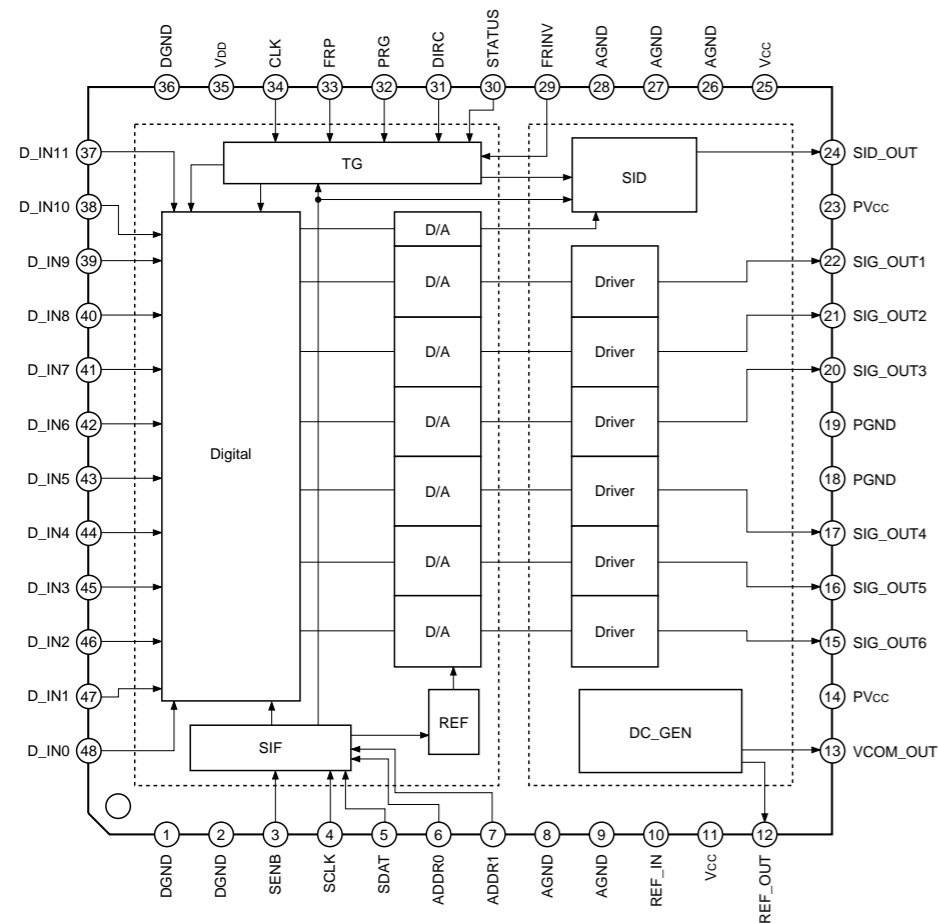 DGND
VDD
CLK
FRP
PRG
DIRC
STATUS
FRINV
AGND
AGND
AGND
VCC
36
35
34
33
32
31
30
29
28
27
26
25
D_IN11
37
TG
SID
24
SID_OUT
D_IN10
38
23
PVCC
D/A
D_IN9
39
22
SIG_OUT1
D/A
Driver
D_IN8
40
21
SIG_OUT2
D/A
Driver
D_IN7
41
20
SIG_OUT3
D_IN6
42
D/A
Driver
19
PGND
Digital
D_IN5
43
18
PGND
D/A
Driver
D_IN4
44
17
SIG_OUT4
D/A
Driver
D_IN3
45
16
SIG_OUT5
D/A
Driver
D_IN2
46
15
SIG_OUT6
D_IN1
47
14
PVCC
REF
DC_GEN
D_IN0
48
SIF
13
VCOM_OUT
1
2
3
4
5
6
7
8
9
10
11
12
DGND
DGND
SENB
SCLK
SDAT
ADDR0
ADDR1
AGND
AGND
REF_IN
VCC
REF_OUT